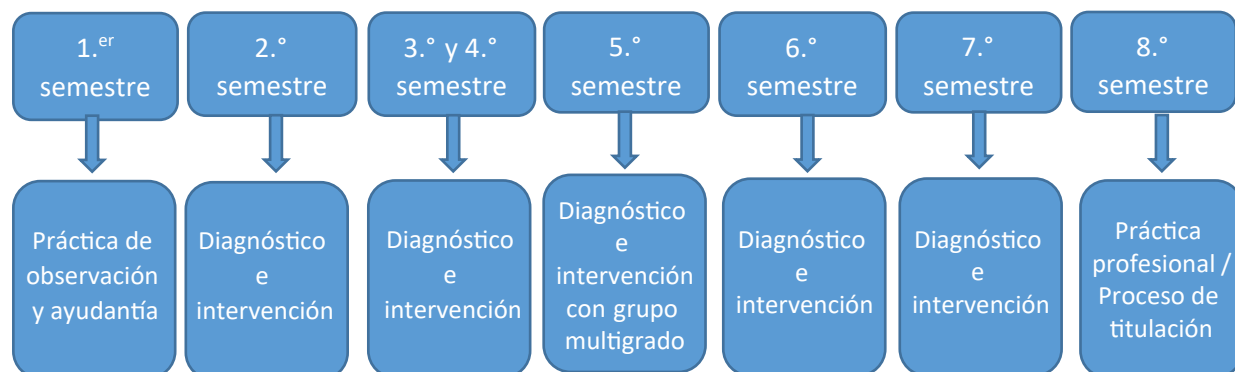 1.er
semestre
2.°
semestre
3.° y 4.°
semestre
5.°
semestre
6.°
semestre
7.°
semestre
8.°
semestre
Práctica de
observación
y ayudantía
Diagnóstico
e
intervención
Diagnóstico
e
intervención
Diagnóstico
e
intervención
con grupo
multigrado
Diagnóstico
e
intervención
Diagnóstico
e
intervención
Práctica
profesional /
Proceso de
titulación